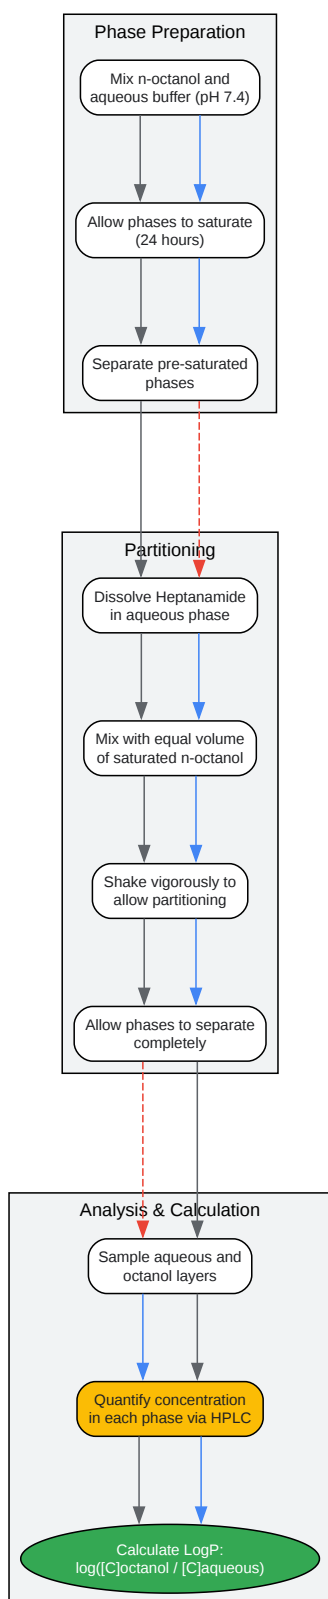 Phase Preparation
Mix n-octanol and
aqueous buffer (pH 7.4)
Allow phases to saturate
(24 hours)
Separate pre-saturated
phases
Partitioning
Dissolve Heptanamide
in aqueous phase
Mix with equal volume
of saturated n-octanol
Shake vigorously to
allow partitioning
Allow phases to separate
completely
Analysis & Calculation
Sample aqueous and
octanol layers
Quantify concentration
in each phase via HPLC
Calculate LogP:
log([C]octanol / [C]aqueous)